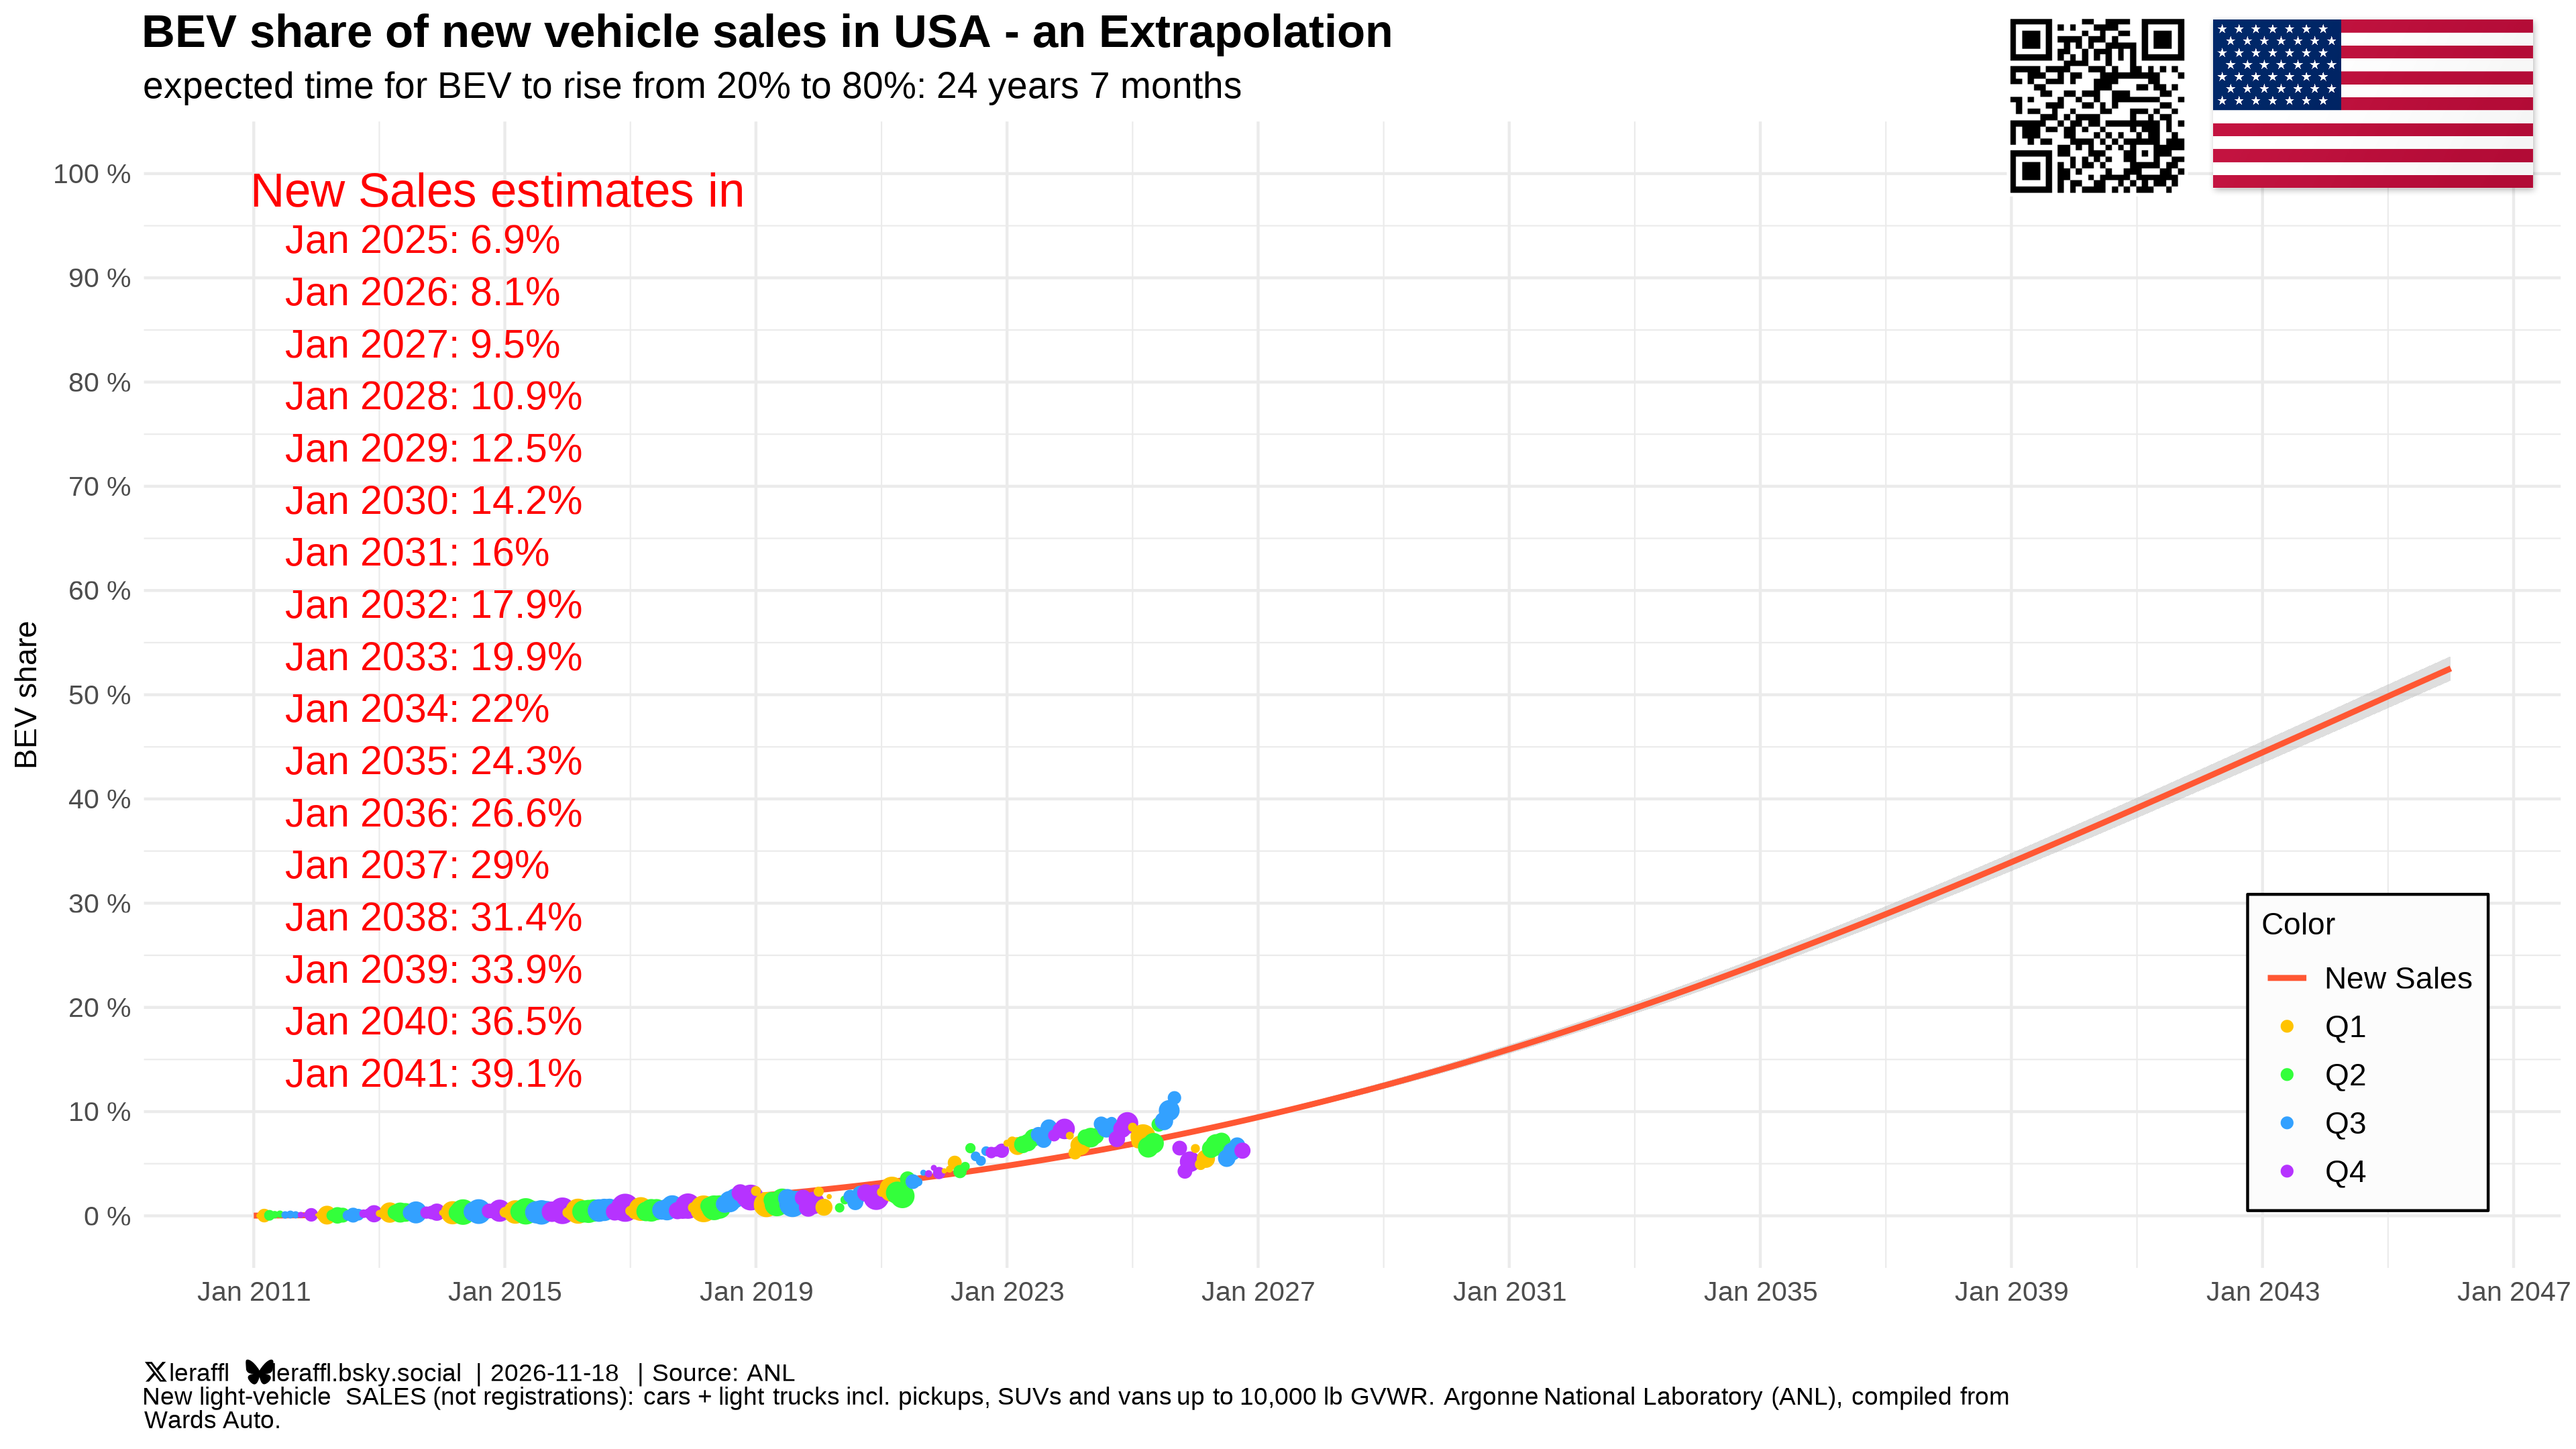 BEV share of new vehicle sales in USA - an Extrapolation
expected time for BEV to rise from 20% to 80%: 24 years 7 months
New Sales estimates in
Jan 2025: 6.9%
Jan 2026: 8.1%
Jan 2027: 9.5%
Jan 2028: 10.9%
Jan 2029: 12.5%
Jan 2030: 14.2%
Jan 2031: 16%
Jan 2032: 17.9%
Jan 2033: 19.9%
Jan 2034: 22%
Jan 2035: 24.3%
Jan 2036: 26.6%
Jan 2037: 29%
Jan 2038: 31.4%
Jan 2039: 33.9%
Jan 2040: 36.5%
Jan 2041: 39.1%
BEV share
100 %
90 %
80 %
70 %
60 %
50 %
40 %
30 %
20 %
10 %
0 %
Color
New Sales
Q1
Q2
Q3
Q4
Jan 2011 Jan 2015 Jan 2019 Jan 2023 Jan 2027 Jan 2031 Jan 2035 Jan 2039 Jan 2043 Jan 2047
leraffl leraffl.bsky.social | 2026-11-18 | Source: ANL
New light-vehicle SALES (not registrations): cars + light trucks incl. pickups, SUVs and vans up to 10,000 lb GVWR. Argonne National Laboratory (ANL), compiled from
Wards Auto.